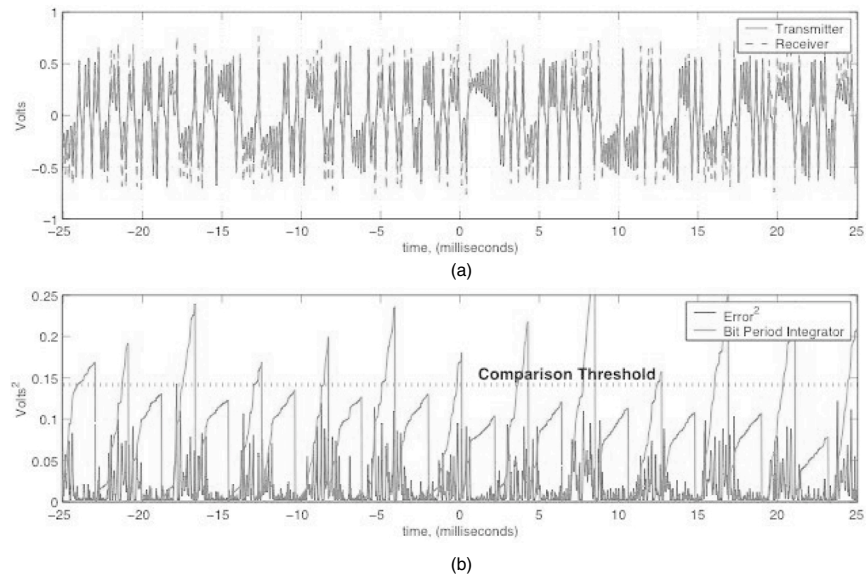 1
0.5
0
−0.5
−1
Volts
Transmitter
Receiver
−25 −20 −15 −10 −5 0 5 10 15 20 25
time, (milliseconds)
(a)
0.25
0.2
0.15
0.1
0.05
0
Volts²
Error²
Bit Period Integrator
Comparison Threshold
−25 −20 −15 −10 −5 0 5 10 15 20 25
time, (milliseconds)
(b)